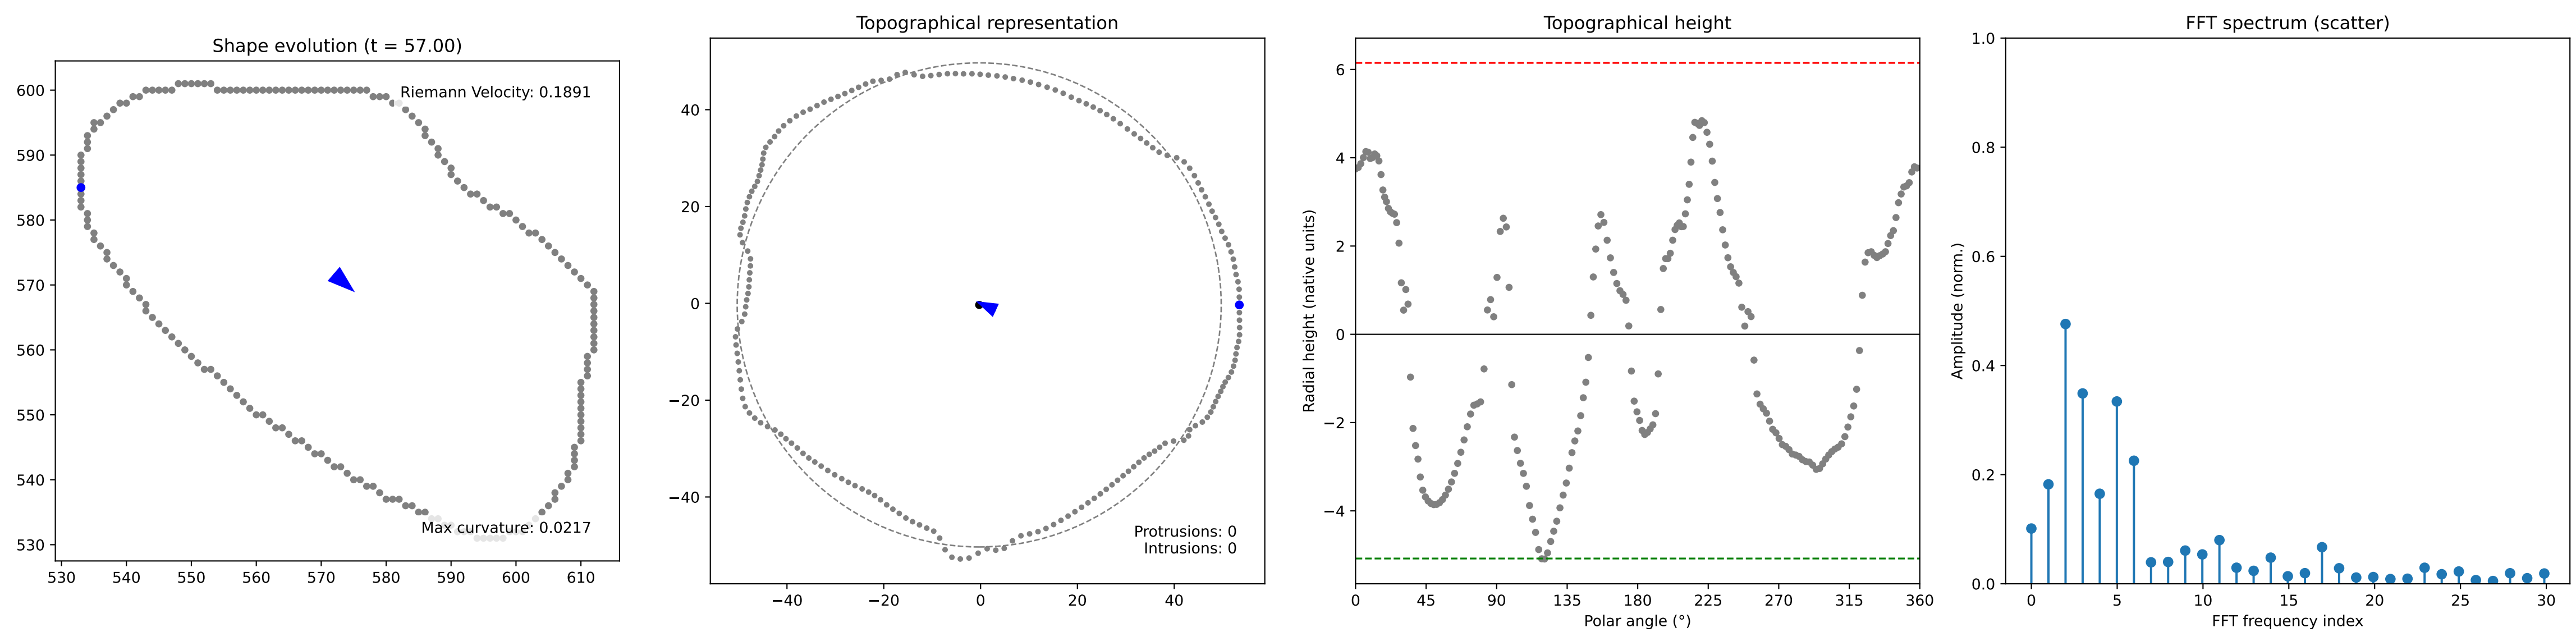 Shape evolution (t = 57.00)
600
590
580
570
560
550
540
530
530 540 550 560 570 580 590 600 610
Riemann Velocity: 0.1891
Max curvature: 0.0217
Topographical representation
40
20
0
−20
−40
−40 −20 0 20 40
Protrusions: 0
Intrusions: 0
Topographical height
Radial height (native units)
6
4
2
0
−2
−4
0 45 90 135 180 225 270 315 360
Polar angle (°)
FFT spectrum (scatter)
Amplitude (norm.)
1.0
0.8
0.6
0.4
0.2
0.0
0 5 10 15 20 25 30
FFT frequency index